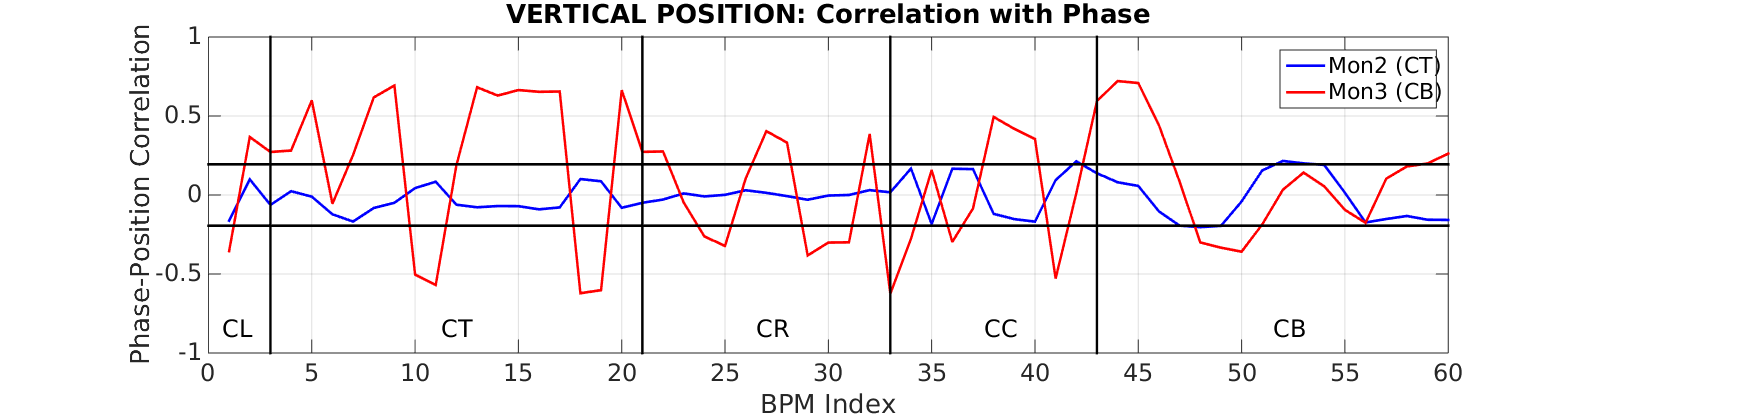 VERTICAL POSITION: Correlation with Phase
Phase-Position Correlation
1
0.5
0
-0.5
-1
Mon2 (CT)
Mon3 (CB)
CL
CT
CR
CC
CB
0 5 10 15 20 25 30 35 40 45 50 55 60
BPM Index